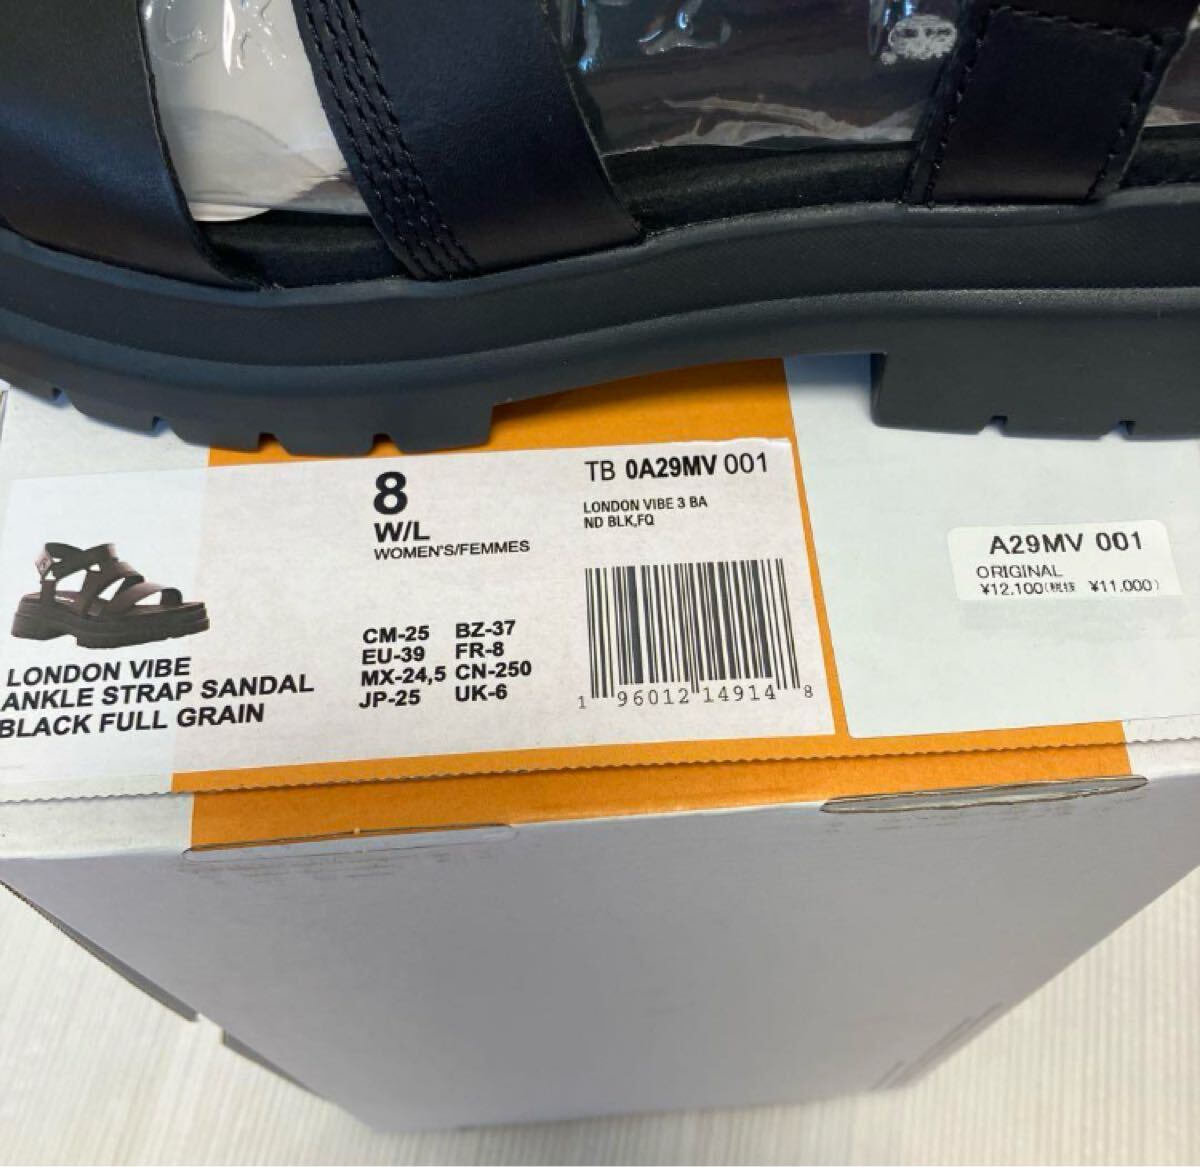 8
W/L
WOMEN'S/FEMMES
TB 0A29MV 001
LONDON VIBE 3 BA
ND BLK,FQ
CM-25 BZ-37
EU-39 FR-8
MX-24,5 CN-250
JP-25 UK-6
1 96012 14914 8
LONDON VIBE
ANKLE STRAP SANDAL
BLACK FULL GRAIN
A29MV 001
ORIGINAL
¥12,100(税抜 ¥11,000)